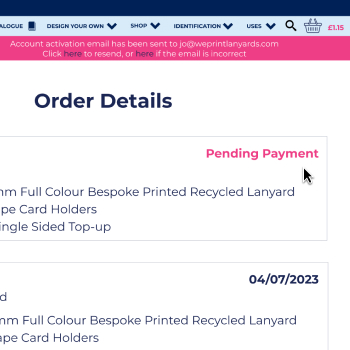 ALOGUE DESIGN YOUR OWN SHOP IDENTIFICATION USES £1.15
Account activation email has been sent to jo@weprintlanyards.com
Click here to resend, or here if the email is incorrect
Order Details
Pending Payment
mm Full Colour Bespoke Printed Recycled Lanyard
pe Card Holders
ingle Sided Top-up
04/07/2023
d
mm Full Colour Bespoke Printed Recycled Lanyard
ape Card Holders